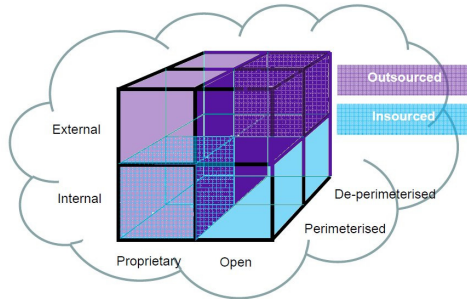 Outsourced
Insourced
External
Internal
De-perimeterised
Perimeterised
Proprietary
Open